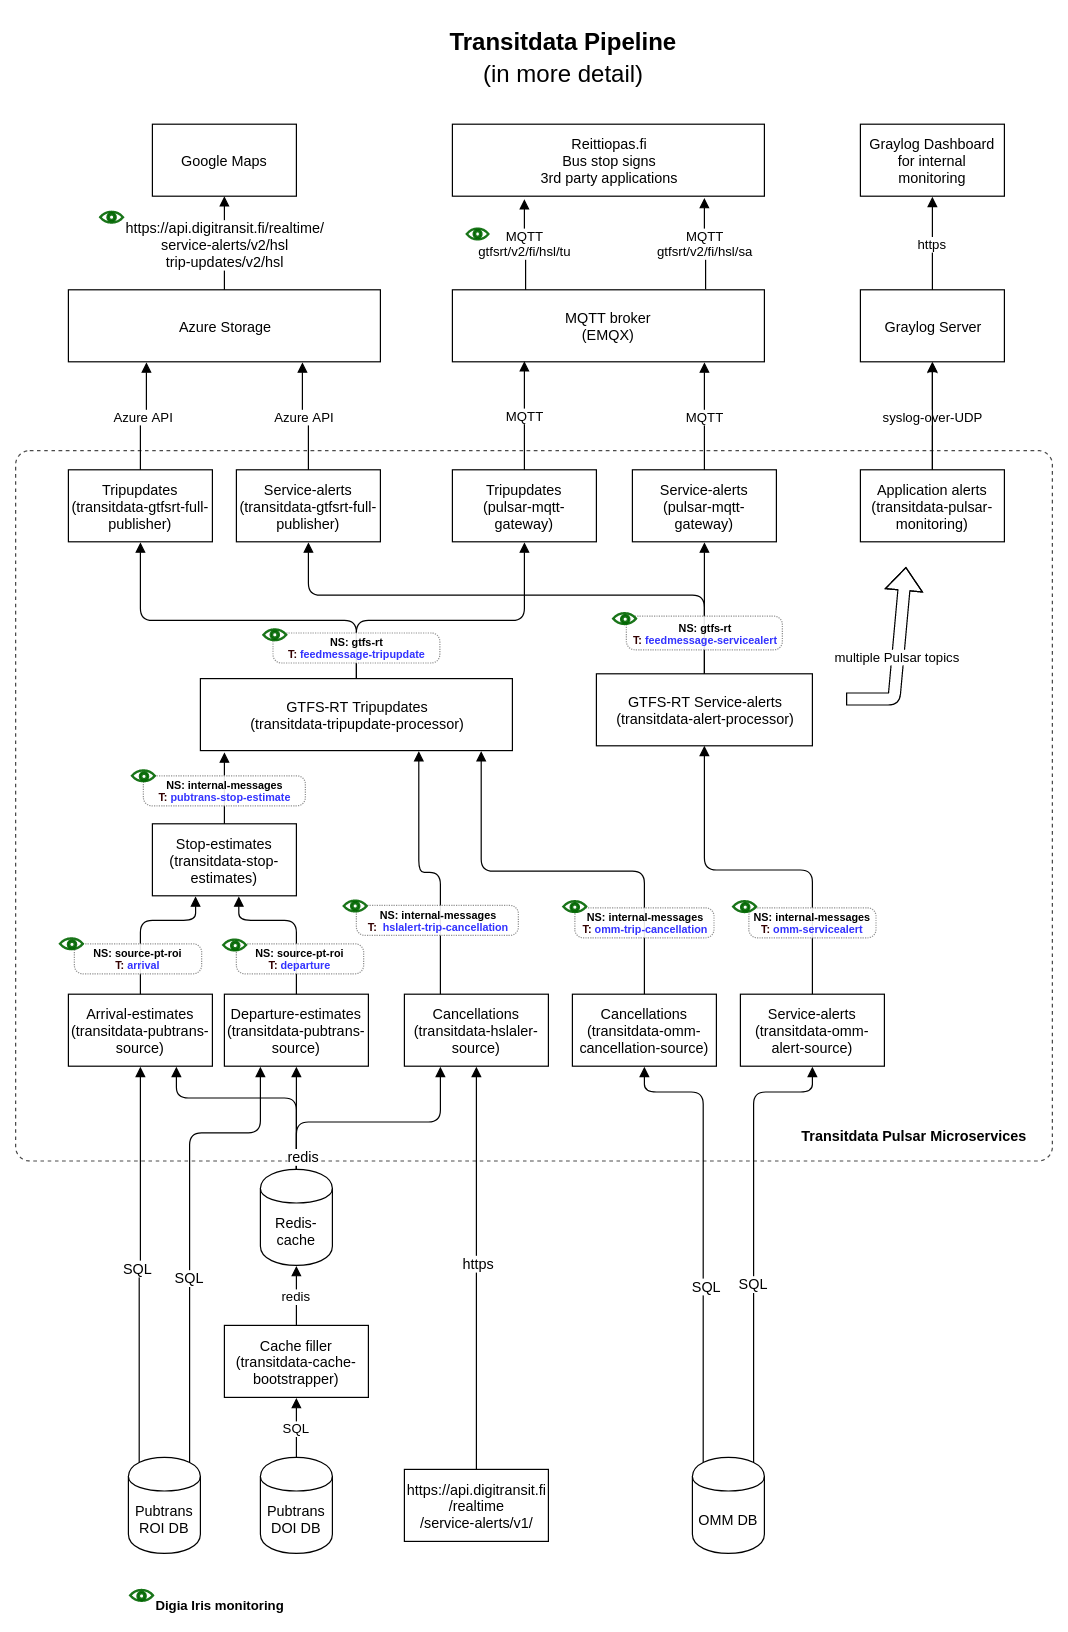 Transitdata Pipeline
(in more detail)
Google Maps
Reittiopas.fi
Bus stop signs
3rd party applications
Graylog Dashboard
for internal
monitoring
https://api.digitransit.fi/realtime/
service-alerts/v2/hsl
trip-updates/v2/hsl
MQTT
gtfsrt/v2/fi/hsl/tu
MQTT
gtfsrt/v2/fi/hsl/sa
https
Azure Storage
MQTT broker
(EMQX)
Graylog Server
Azure API
Azure API
MQTT
MQTT
syslog-over-UDP
Tripupdates
(transitdata-gtfsrt-full-
publisher)
Service-alerts
(transitdata-gtfsrt-full-
publisher)
Tripupdates
(pulsar-mqtt-
gateway)
Service-alerts
(pulsar-mqtt-
gateway)
Application alerts
(transitdata-pulsar-
monitoring)
NS: gtfs-rt
T: feedmessage-tripupdate
NS: gtfs-rt
T: feedmessage-servicealert
multiple Pulsar topics
GTFS-RT Tripupdates
(transitdata-tripupdate-processor)
GTFS-RT Service-alerts
(transitdata-alert-processor)
NS: internal-messages
T: pubtrans-stop-estimate
Stop-estimates
(transitdata-stop-
estimates)
NS: internal-messages
T: hslalert-trip-cancellation
NS: internal-messages
T: omm-trip-cancellation
NS: internal-messages
T: omm-servicealert
NS: source-pt-roi
T: arrival
NS: source-pt-roi
T: departure
Arrival-estimates
(transitdata-pubtrans-
source)
Departure-estimates
(transitdata-pubtrans-
source)
Cancellations
(transitdata-hslaler-
source)
Cancellations
(transitdata-omm-
cancellation-source)
Service-alerts
(transitdata-omm-
alert-source)
Transitdata Pulsar Microservices
redis
Redis-
cache
SQL
SQL
https
SQL
SQL
redis
Cache filler
(transitdata-cache-
bootstrapper)
SQL
Pubtrans
ROI DB
Pubtrans
DOI DB
https://api.digitransit.fi
/realtime
/service-alerts/v1/
OMM DB
Digia Iris monitoring